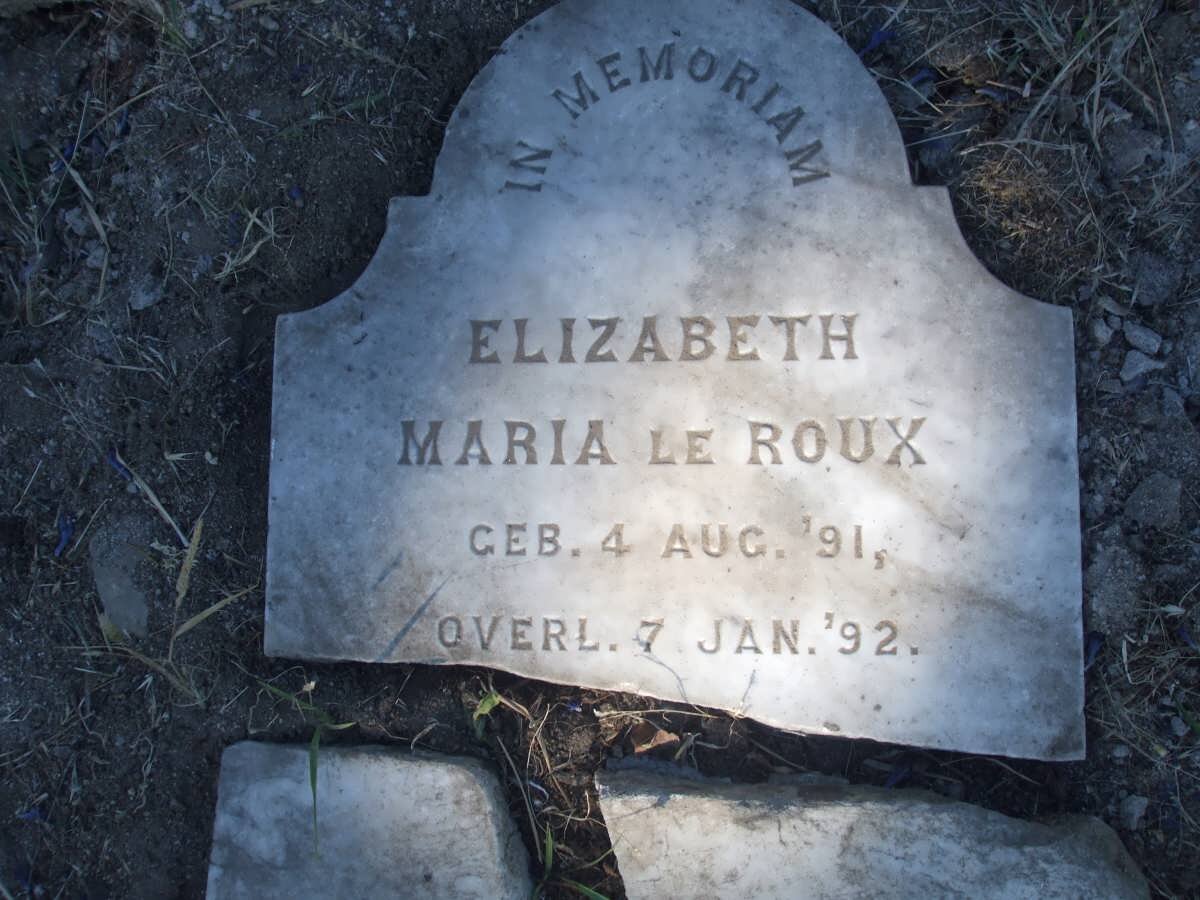 IN MEMORIAM
ELIZABETH
MARIA LE ROUX
GEB. 4 AUG. '91,
OVERL. 7 JAN. '92.